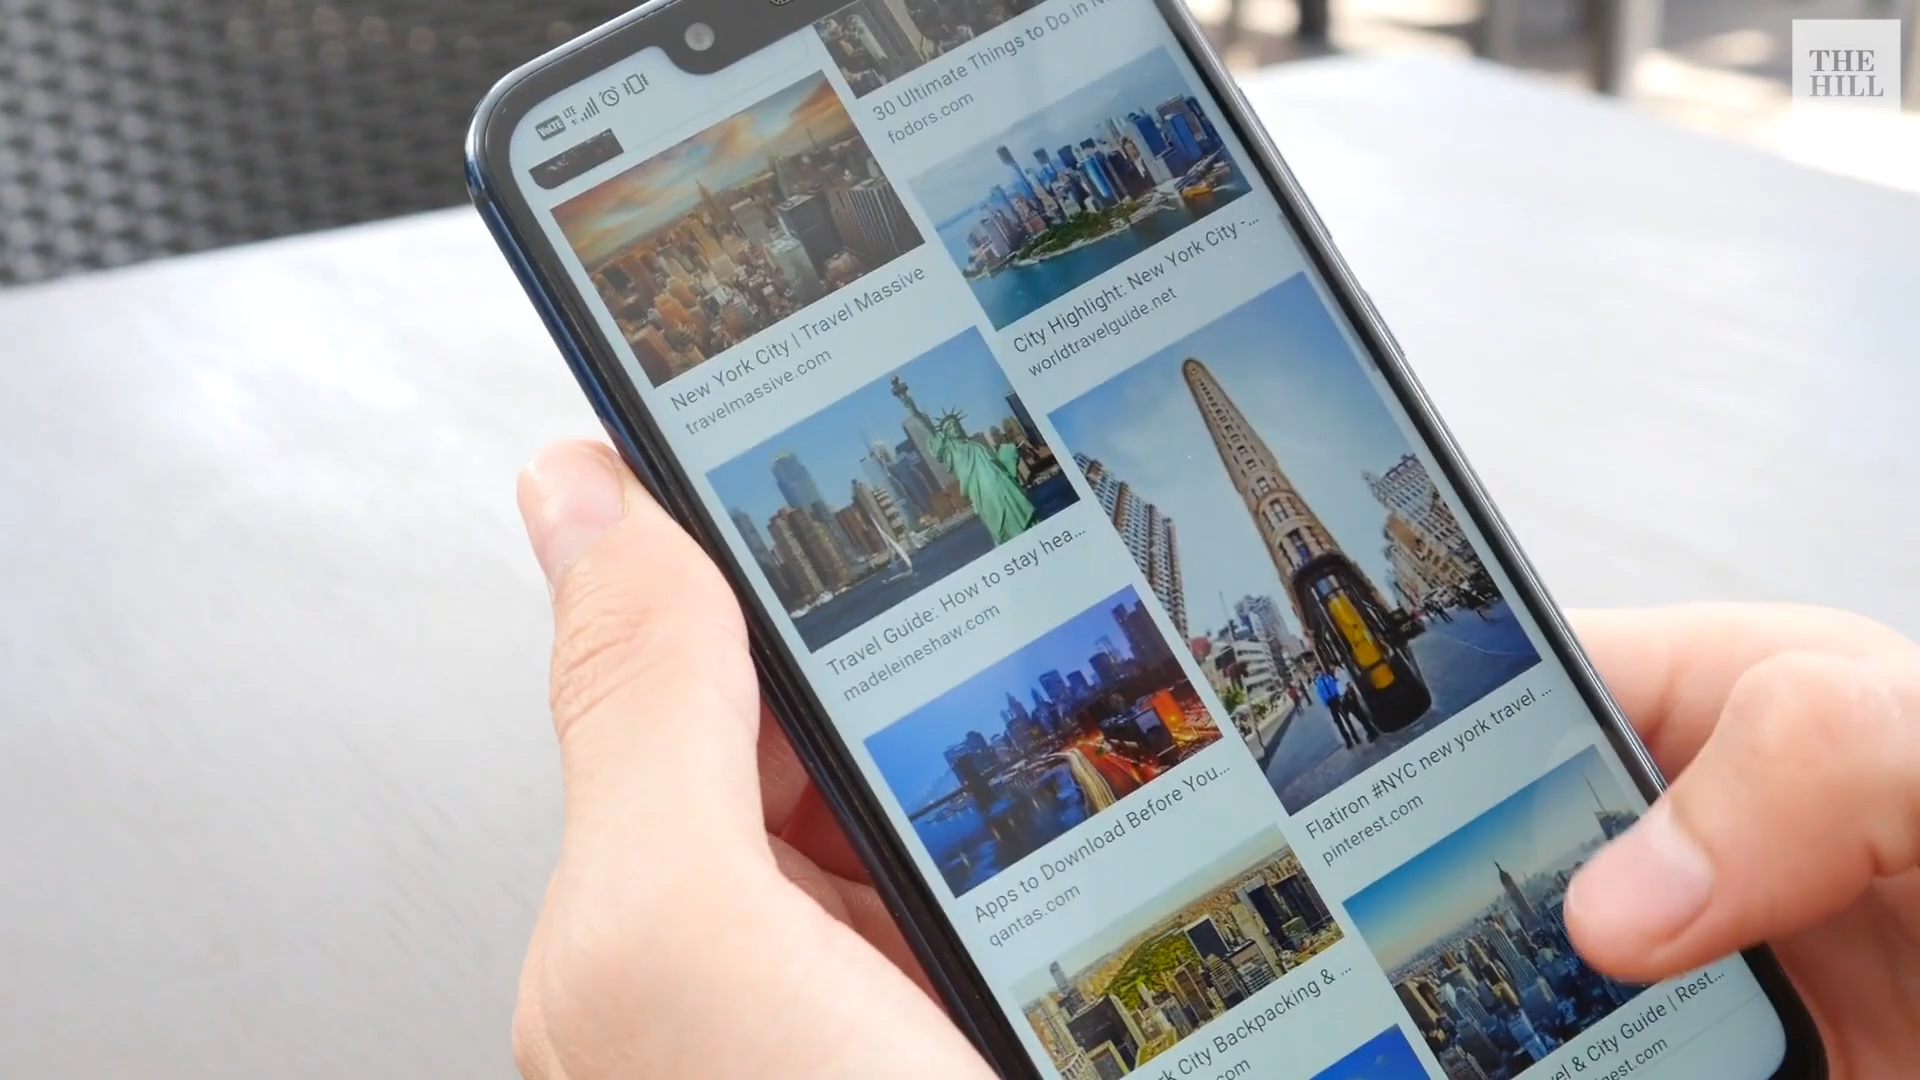 THE
HILL
VoLTE
LTE
30 Ultimate Things to Do in
fodors.com
New York City | Travel Massive
travelmassive.com
City Highlight: New York City -...
worldtravelguide.net
Travel Guide: How to stay hea...
madeleineshaw.com
Flatiron #NYC new york travel ...
pinterest.com
Apps to Download Before You...
qantas.com
City Backpacking & ...
& City Guide | Rest...